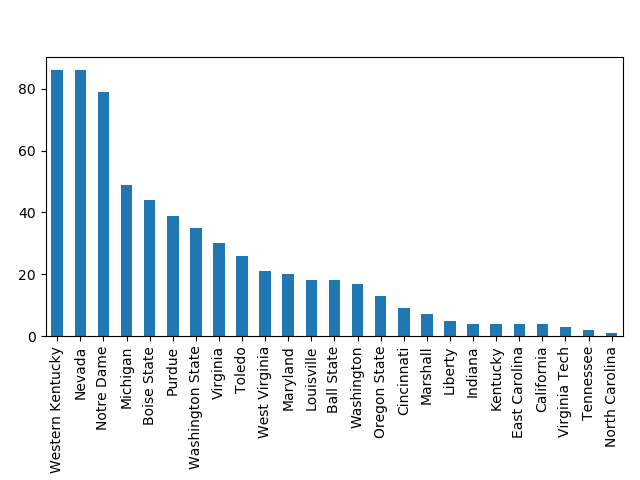 80
60
40
20
0
Western Kentucky
Nevada
Notre Dame
Michigan
Boise State
Purdue
Washington State
Virginia
Toledo
West Virginia
Maryland
Louisville
Ball State
Washington
Oregon State
Cincinnati
Marshall
Liberty
Indiana
Kentucky
East Carolina
California
Virginia Tech
Tennessee
North Carolina